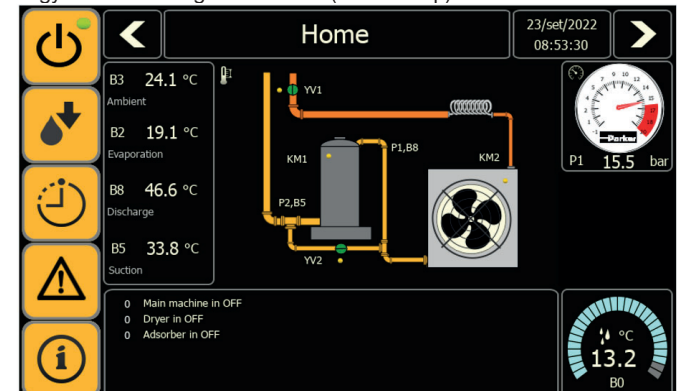 Home
23/set/2022
08:53:30
B3 24.1 °C
Ambient
B2 19.1 °C
Evaporation
B8 46.6 °C
Discharge
B5 33.8 °C
Suction
YV1
KM1
P1,B8
KM2
P2,B5
YV2
Parker
P1 15.5 bar
0 Main machine in OFF
0 Dryer in OFF
0 Adsorber in OFF
°C
13.2
B0